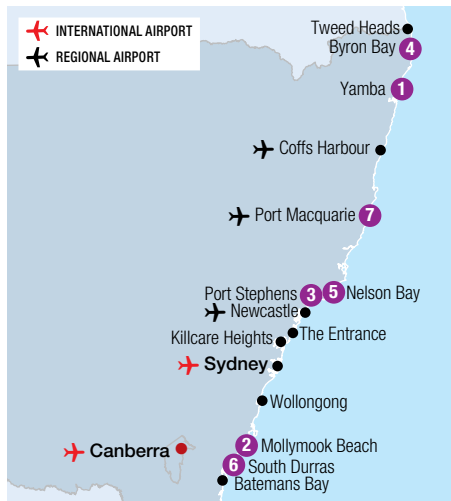 INTERNATIONAL AIRPORT
REGIONAL AIRPORT
Tweed Heads
Byron Bay 4
Yamba 1
Coffs Harbour
Port Macquarie 7
Port Stephens 3 5 Nelson Bay
Newcastle
Killcare Heights The Entrance
Sydney
Wollongong
Canberra 2 Mollymook Beach
6 South Durras
Batemans Bay